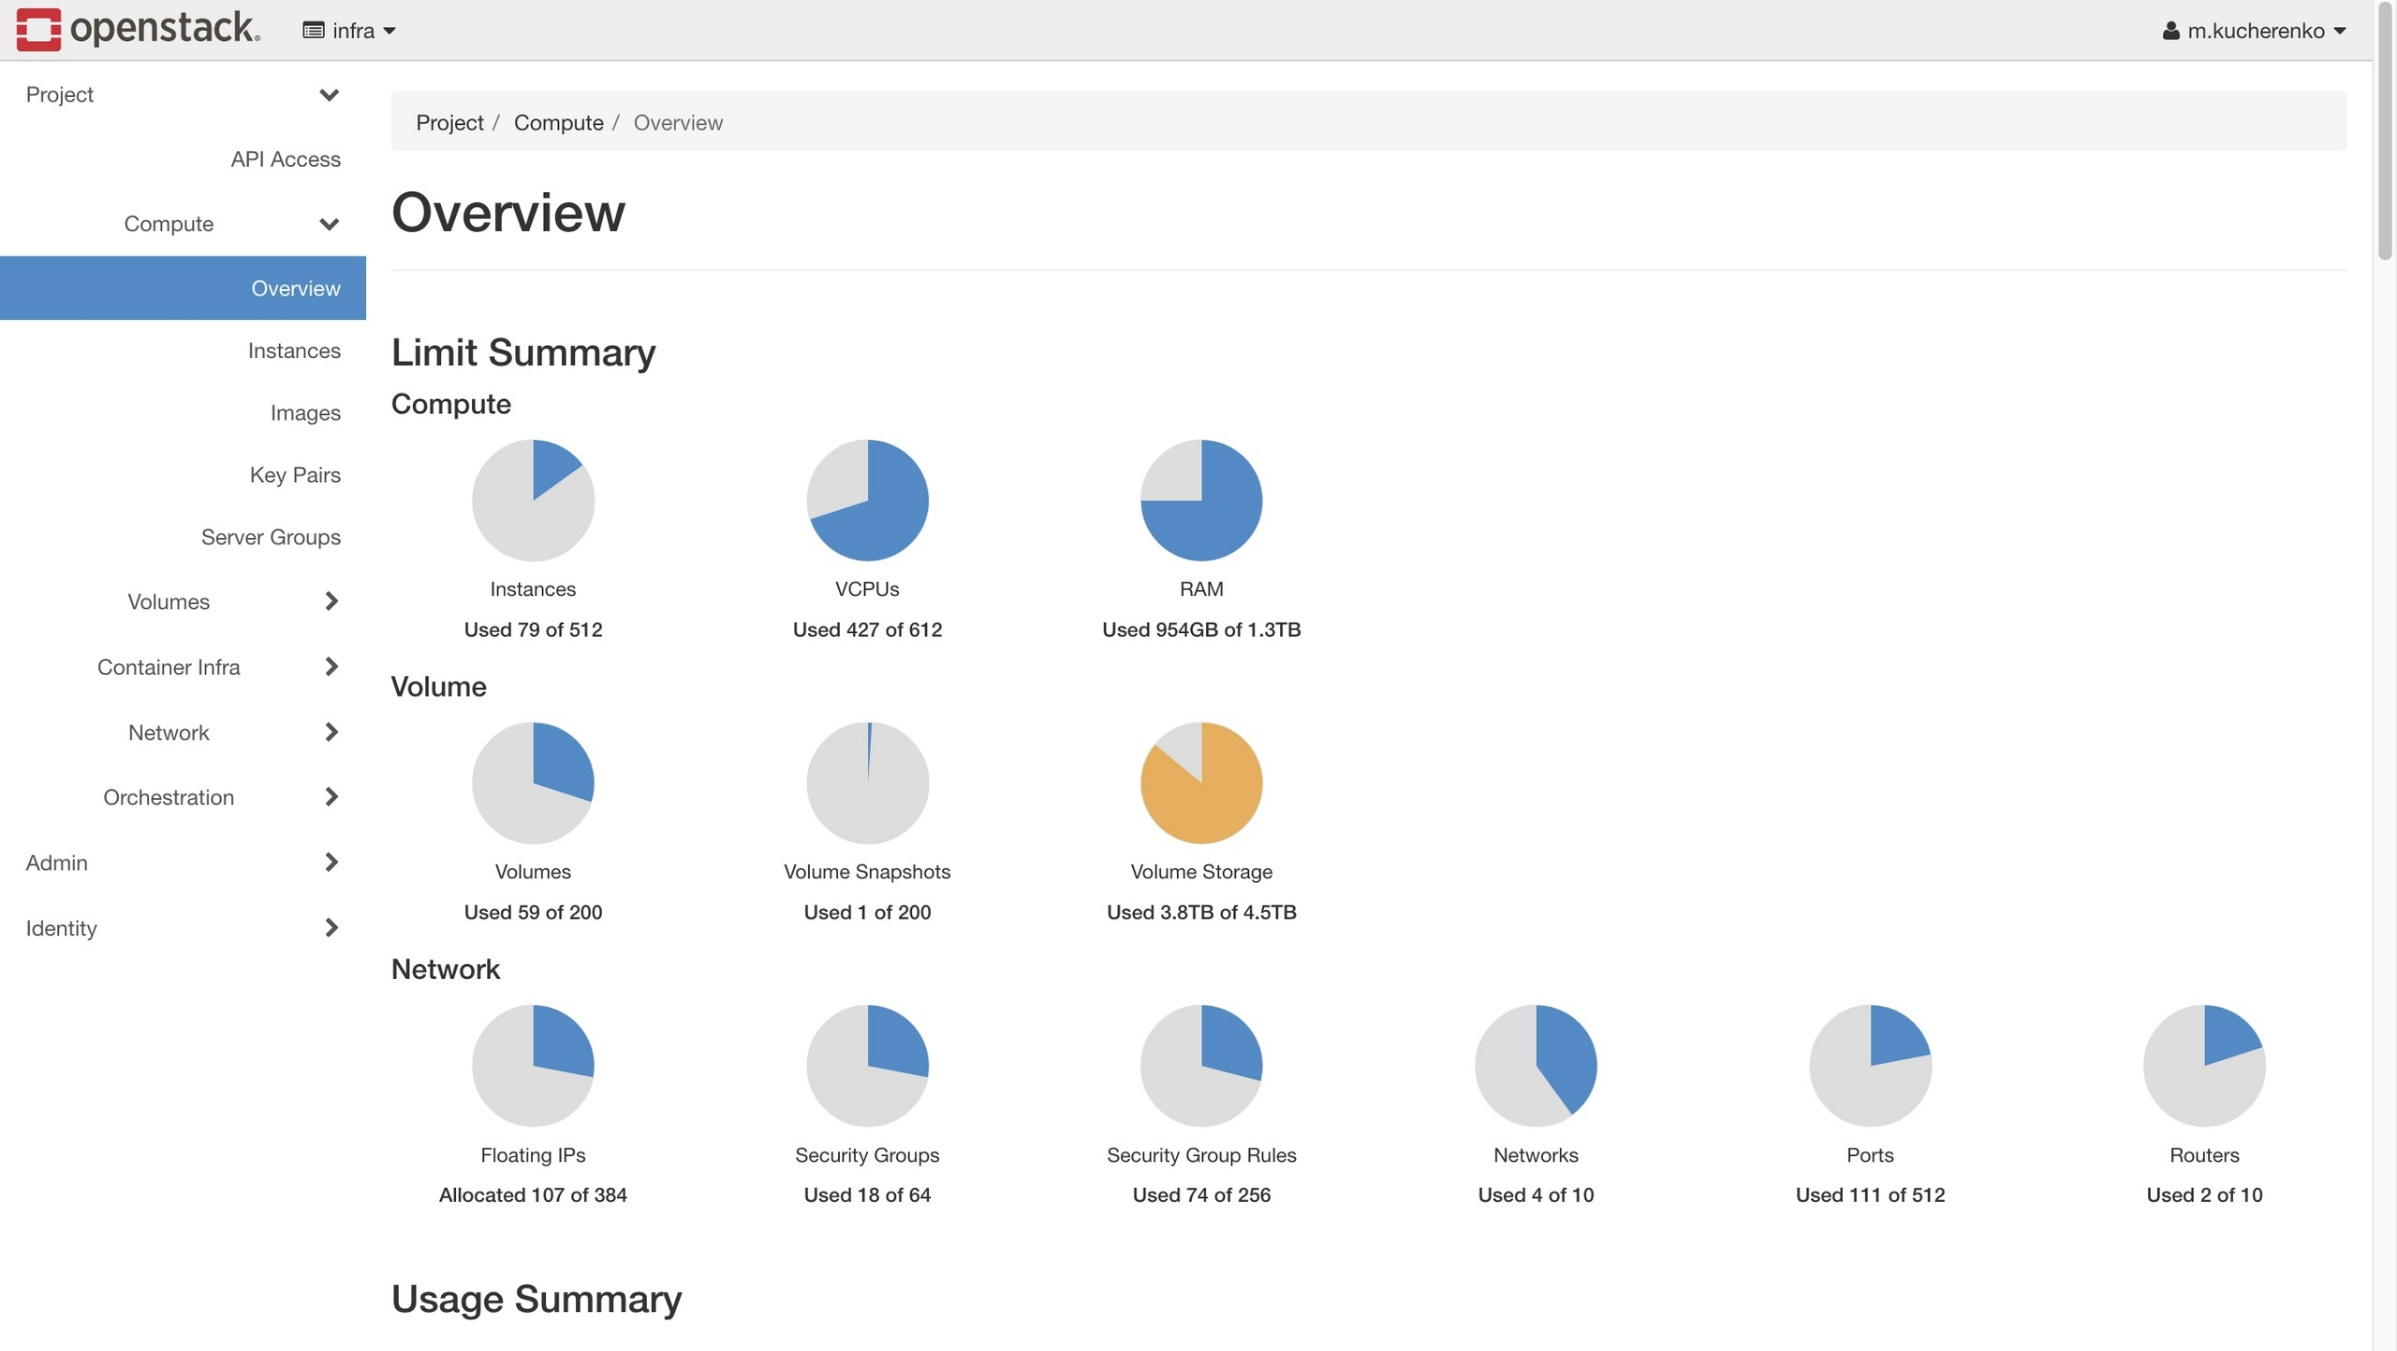 openstack.
infra
m.kucherenko
Project
API Access
Compute
Overview
Instances
Images
Key Pairs
Server Groups
Volumes
Container Infra
Network
Orchestration
Admin
Identity
Project / Compute / Overview
Overview
Limit Summary
Compute
Instances
Used 79 of 512
VCPUs
Used 427 of 612
RAM
Used 954GB of 1.3TB
Volume
Volumes
Used 59 of 200
Volume Snapshots
Used 1 of 200
Volume Storage
Used 3.8TB of 4.5TB
Network
Floating IPs
Allocated 107 of 384
Security Groups
Used 18 of 64
Security Group Rules
Used 74 of 256
Networks
Used 4 of 10
Ports
Used 111 of 512
Routers
Used 2 of 10
Usage Summary